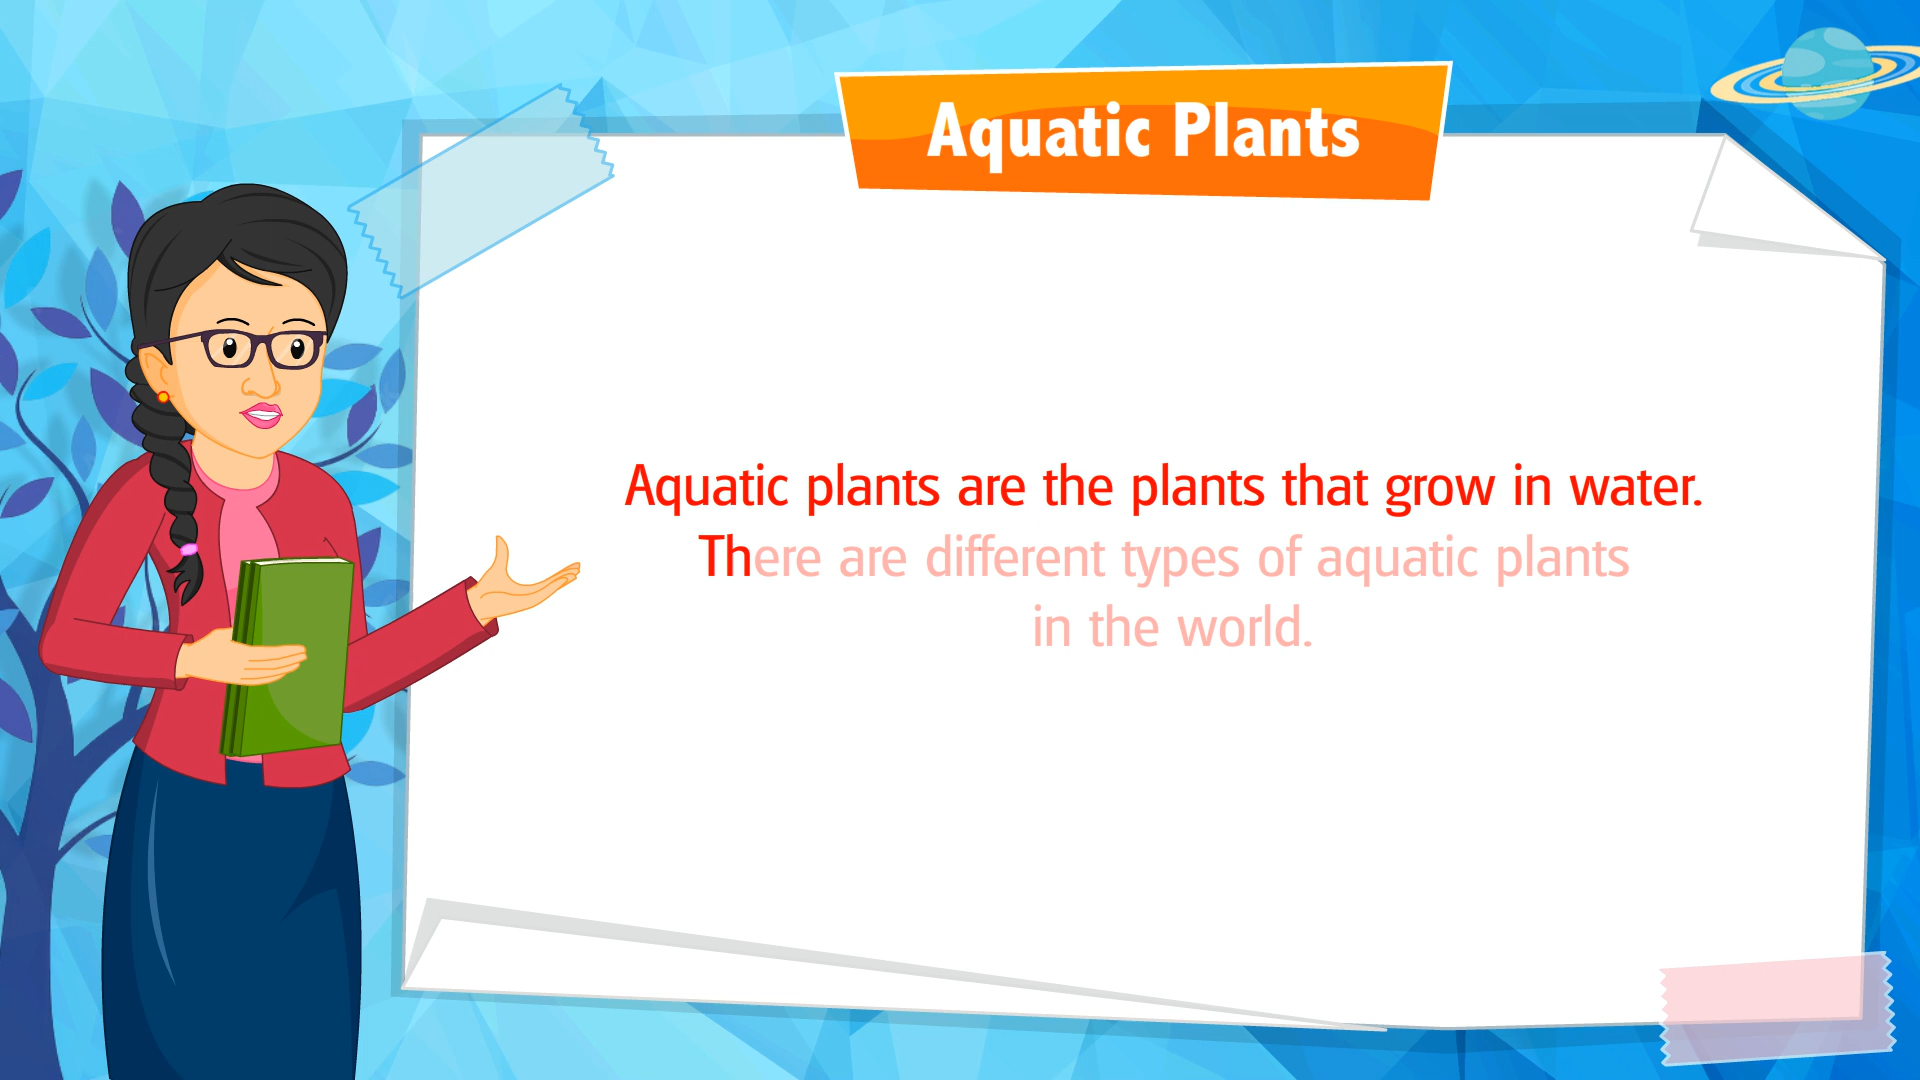 Aquatic Plants
Aquatic plants are the plants that grow in water.
There are different types of aquatic plants
in the world.